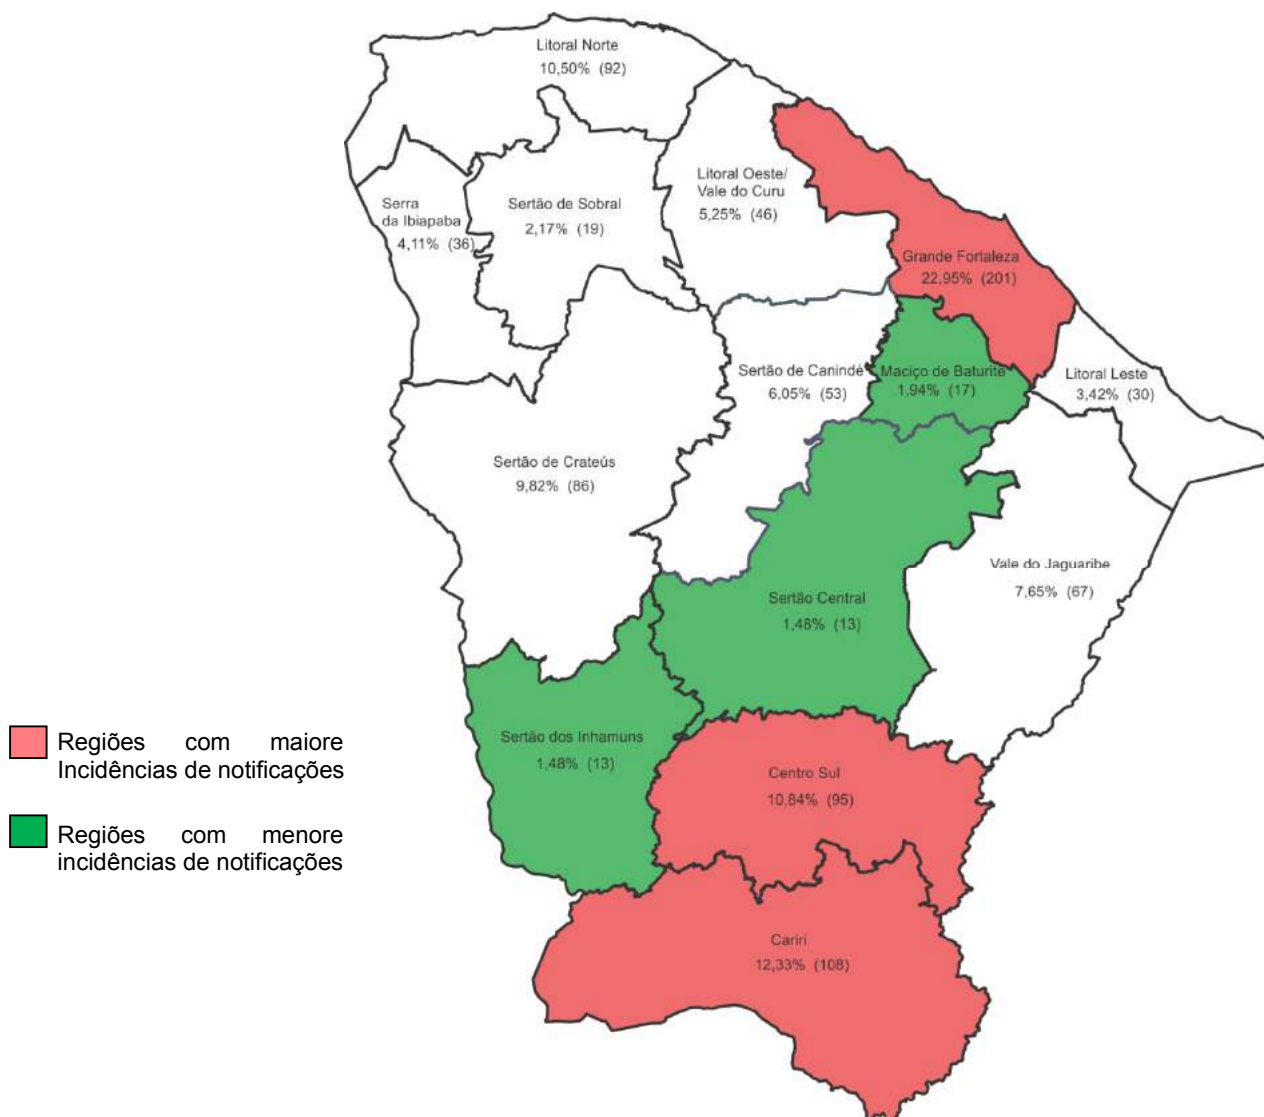 Litoral Norte
10,50% (92)
Litoral Oeste/
Vale do Curu
5,25% (46)
Serra
da Ibiapaba
4,11% (36)
Sertão de Sobral
2,17% (19)
Grande Fortaleza
22,95% (201)
Sertão de Canindé
6,05% (53)
Maciço de Baturité
1,94% (17)
Litoral Leste
3,42% (30)
Sertão de Crateús
9,82% (86)
Vale do Jaguaribe
7,65% (67)
Sertão Central
1,48% (13)
Sertão dos Inhamuns
1,48% (13)
Centro Sul
10,84% (95)
Cariri
12,33% (108)
Regiões com maiore
Incidências de notificações
Regiões com menore
incidências de notificações